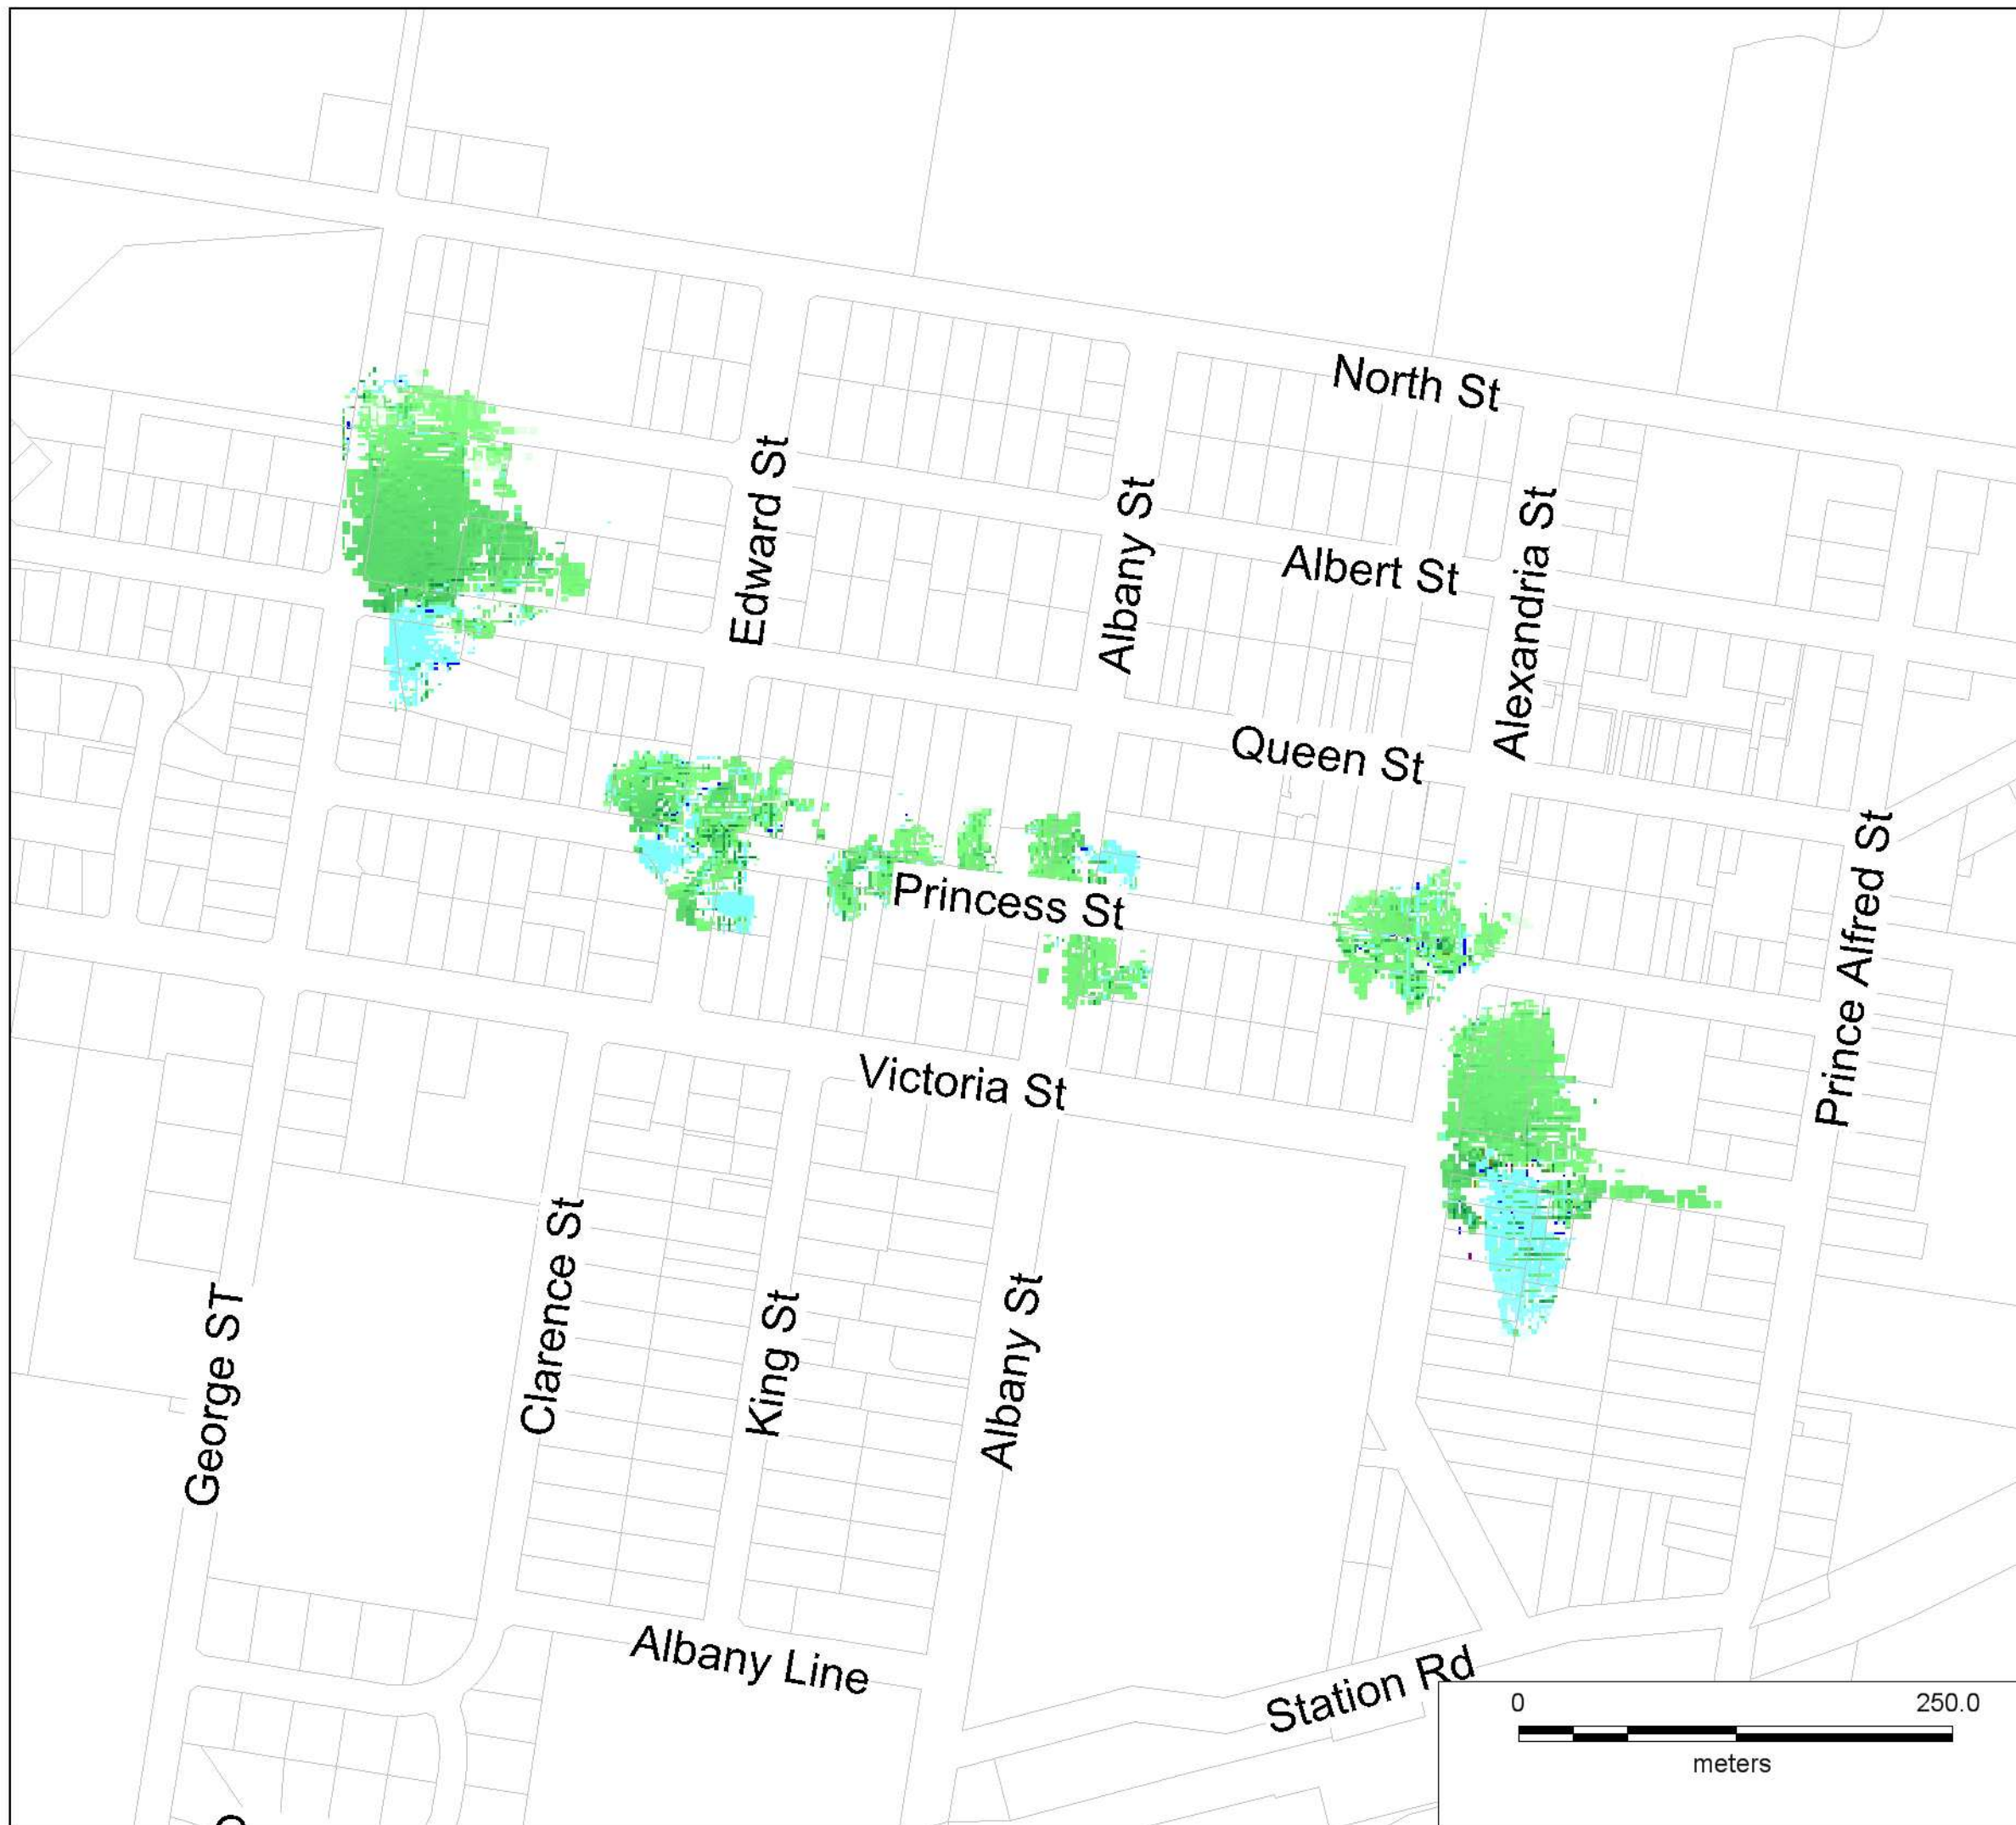 North St
Edward St
Albany St
Alexandria St
Albert St
Queen St
Prince Alfred St
Princess St
Victoria St
Clarence St
George ST
King St
Albany St
Albany Line
Station Rd
0 250.0
meters